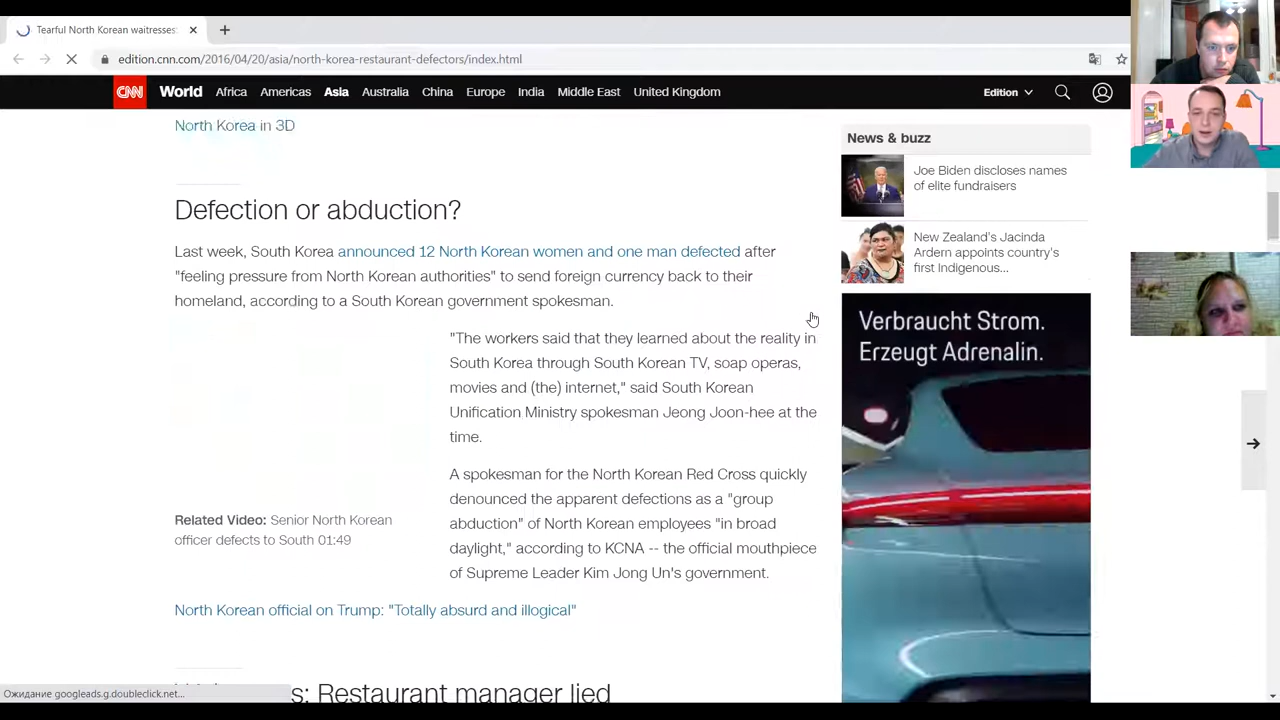 Tearful North Korean waitresses:
edition.cnn.com/2016/04/20/asia/north-korea-restaurant-defectors/index.html
CNN World Africa Americas Asia Australia China Europe India Middle East United Kingdom Edition
North Korea in 3D
Defection or abduction?
Last week, South Korea announced 12 North Korean women and one man defected after
"feeling pressure from North Korean authorities" to send foreign currency back to their
homeland, according to a South Korean government spokesman.
"The workers said that they learned about the reality in
South Korea through South Korean TV, soap operas,
movies and (the) internet," said South Korean
Unification Ministry spokesman Jeong Joon-hee at the
time.
A spokesman for the North Korean Red Cross quickly
denounced the apparent defections as a "group
abduction" of North Korean employees "in broad
daylight," according to KCNA -- the official mouthpiece
of Supreme Leader Kim Jong Un's government.
Related Video: Senior North Korean
officer defects to South 01:49
North Korean official on Trump: "Totally absurd and illogical"
s: Restaurant manager lied
News & buzz
Joe Biden discloses names
of elite fundraisers
New Zealand's Jacinda
Ardern appoints country's
first Indigenous...
Verbraucht Strom.
Erzeugt Adrenalin.
Ожидание googleads.g.doubleclick.net...